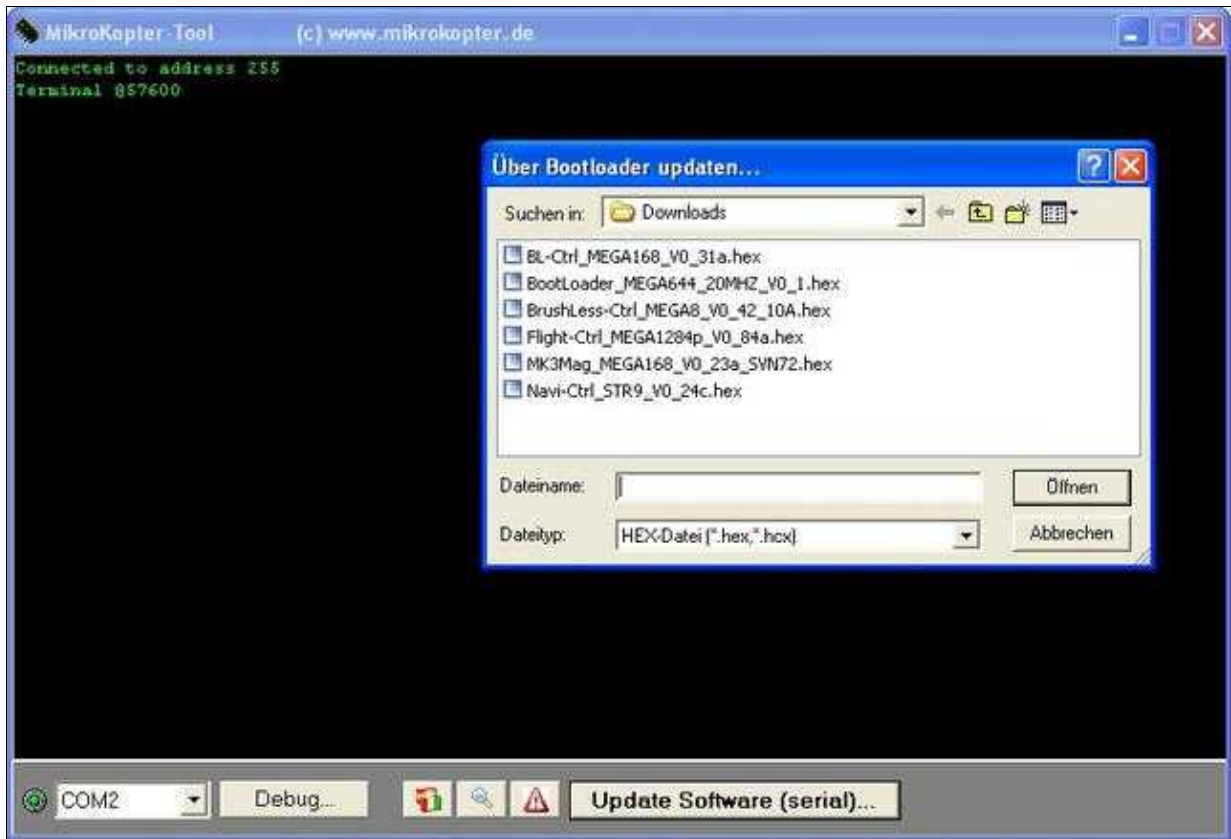 MikroKopter-Tool (c) www.mikrokopter.de
Connected to address 255
Terminal @57600
Über Bootloader updaten...
Suchen in: Downloads
BL-Ctrl_MEGA168_V0_31a.hex
BootLoader_MEGA644_20MHZ_V0_1.hex
BrushLess-Ctrl_MEGA8_V0_42_10A.hex
Flight-Ctrl_MEGA1284p_V0_84a.hex
MK3Mag_MEGA168_V0_23a_SVN72.hex
Navi-Ctrl_STR9_V0_24c.hex
Dateiname: Öffnen
Dateityp: HEX-Datei (*.hex,*.hcx) Abbrechen
COM2 Debug... Update Software (serial)...